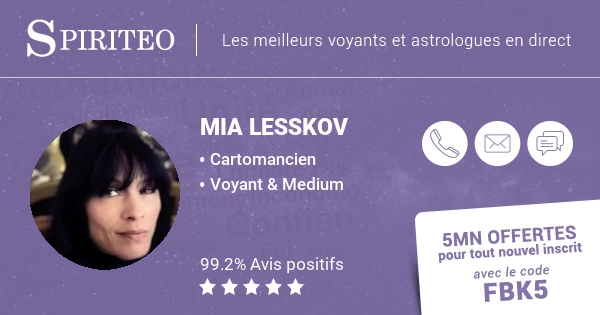 SPIRITEO
Les meilleurs voyants et astrologues en direct
MIA LESSKOV
• Cartomancien
• Voyant & Medium
99.2% Avis positifs
5MN OFFERTES
pour tout nouvel inscrit
avec le code
FBK5